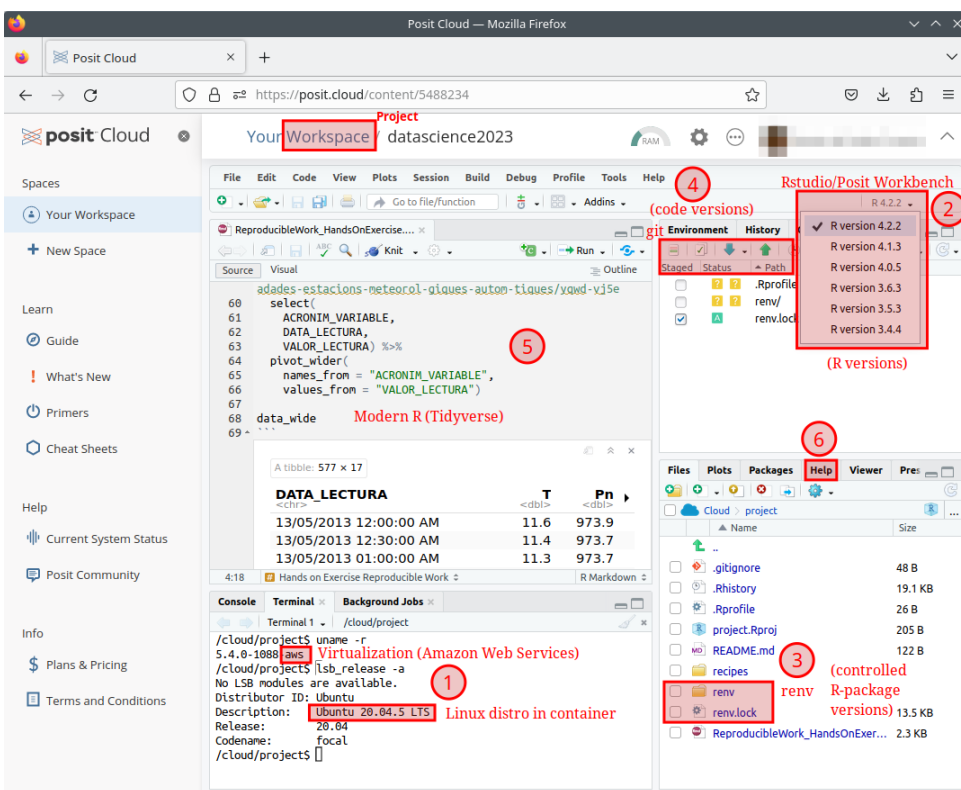 Posit Cloud — Mozilla Firefox
Posit Cloud
https://posit.cloud/content/5488234
posit Cloud
Project
Your Workspace / datascience2023
RAM
Spaces
Your Workspace
New Space
Learn
Guide
What's New
Primers
Cheat Sheets
Help
Current System Status
Posit Community
Info
Plans & Pricing
Terms and Conditions
File Edit Code View Plots Session Build Debug Profile Tools Help
Go to file/function
Addins
4
(code versions)
git
Rstudio/Posit Workbench
R 4.2.2
2
R version 4.2.2
R version 4.1.3
R version 4.0.5
R version 3.6.3
R version 3.5.3
R version 3.4.4
(R versions)
ReproducibleWork_HandsOnExercise....
ABC
Knit
Run
Source Visual
Outline
adades-estacions-meteorol-giques-autom-tiques/yqwd-vj5e
60 select(
61 ACRONIM_VARIABLE,
62 DATA_LECTURA,
63 VALOR_LECTURA) %>%
64 pivot_wider(
65 names_from = "ACRONIM_VARIABLE",
66 values_from = "VALOR_LECTURA")
67
68 data_wide
69 ```
5
Modern R (Tidyverse)
A tibble: 577 × 17
DATA_LECTURA T Pn
<chr> <dbl> <dbl>
13/05/2013 12:00:00 AM 11.6 973.9
13/05/2013 12:30:00 AM 11.4 973.7
13/05/2013 01:00:00 AM 11.3 973.7
4:18 Hands on Exercise Reproducible Work R Markdown
Environment History
Staged Status Path
.Rprofile
renv/
A renv.lock
6
Files Plots Packages Help Viewer Pres
Cloud project
Name Size
..
.gitignore 48 B
.Rhistory 19.1 KB
.Rprofile 26 B
project.Rproj 205 B
README.md 122 B
recipes
renv
renv.lock 13.5 KB
ReproducibleWork_HandsOnExer... 2.3 KB
3
renv
(controlled
R-package
versions)
Console Terminal Background Jobs
Terminal 1 /cloud/project
/cloud/project$ uname -r
5.4.0-1088-aws Virtualization (Amazon Web Services)
/cloud/project$ lsb_release -a
No LSB modules are available.
Distributor ID: Ubuntu
Description: Ubuntu 20.04.5 LTS
Release: 20.04
Codename: focal
/cloud/project$
1
Linux distro in container